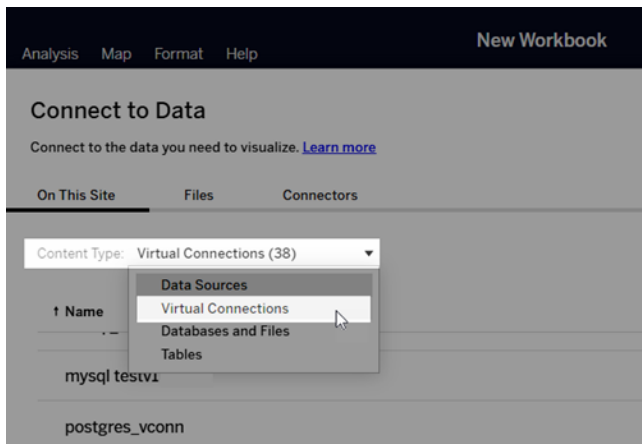 New Workbook
Analysis Map Format Help
Connect to Data
Connect to the data you need to visualize. Learn more
On This Site Files Connectors
Content Type: Virtual Connections (38)
Data Sources
↑ Name
Virtual Connections
Databases and Files
Tables
mysql testv1
postgres_vconn